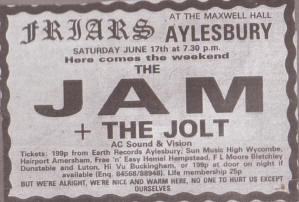 FRIARS AT THE MAXWELL HALL
AYLESBURY
SATURDAY JUNE 17th at 7.30 p.m.
Here comes the weekend
THE
JAM
+ THE JOLT
AC Sound & Vision
Tickets: 199p from Earth Records Aylesbury, Sun Music High Wycombe,
Hairport Amersham, Free 'n' Easy Hemel Hempstead, F L Moore Bletchley
Dunstable and Luton, Hi Vu Buckingham, or 199p at door on night if
available (Enq. 84568/88948). Life membership 25p
BUT WE'RE ALRIGHT, WE'RE NICE AND WARM HERE, NO ONE TO HURT US EXCEPT
OURSELVES